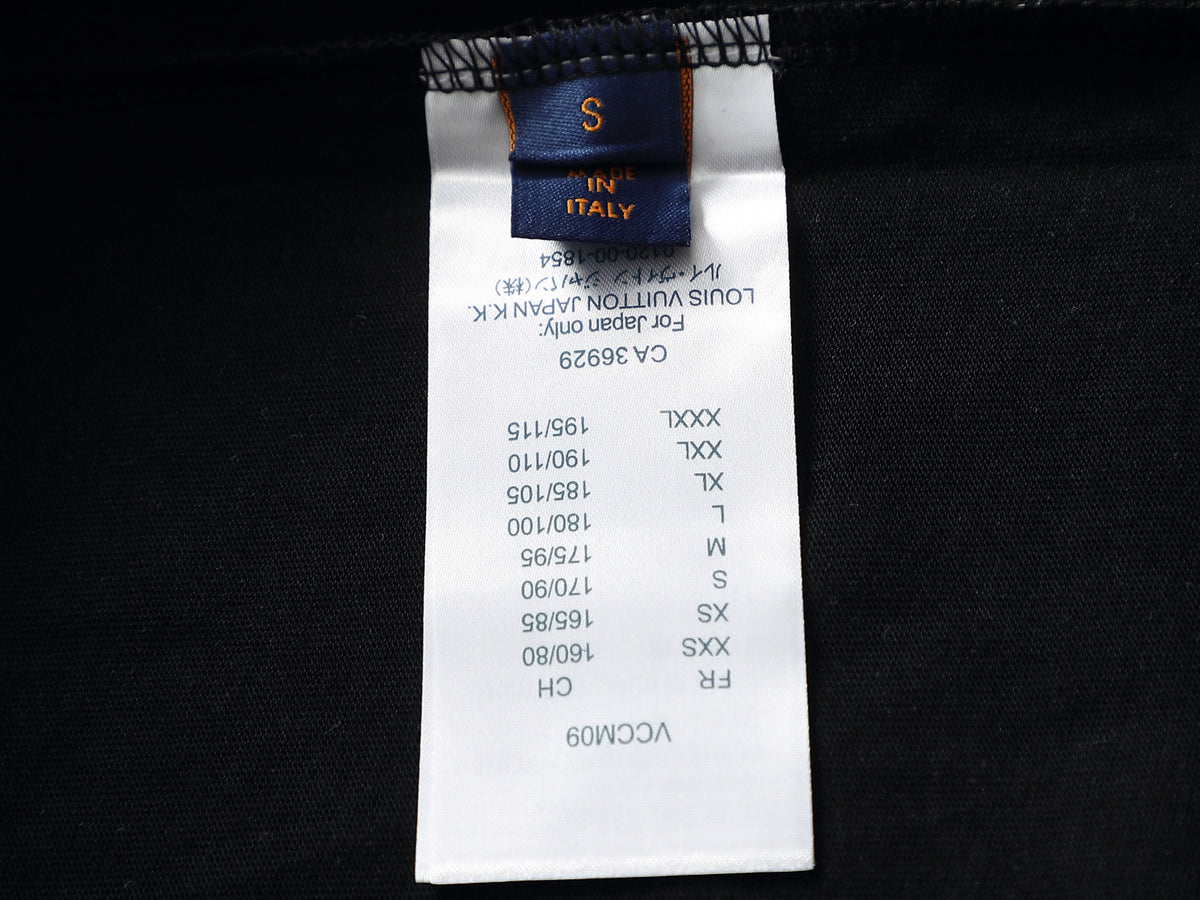 S
MADE
IN
ITALY
VCCM09
FR CH
XXS 160/80
XS 165/85
S 170/90
M 175/95
L 180/100
XL 185/105
XXL 190/110
XXXL 195/115
CA 36929
For Japan only:
LOUIS VUITTON JAPAN K.K.
ルイ・ヴィトン ジャパン(株)
0120-00-1854